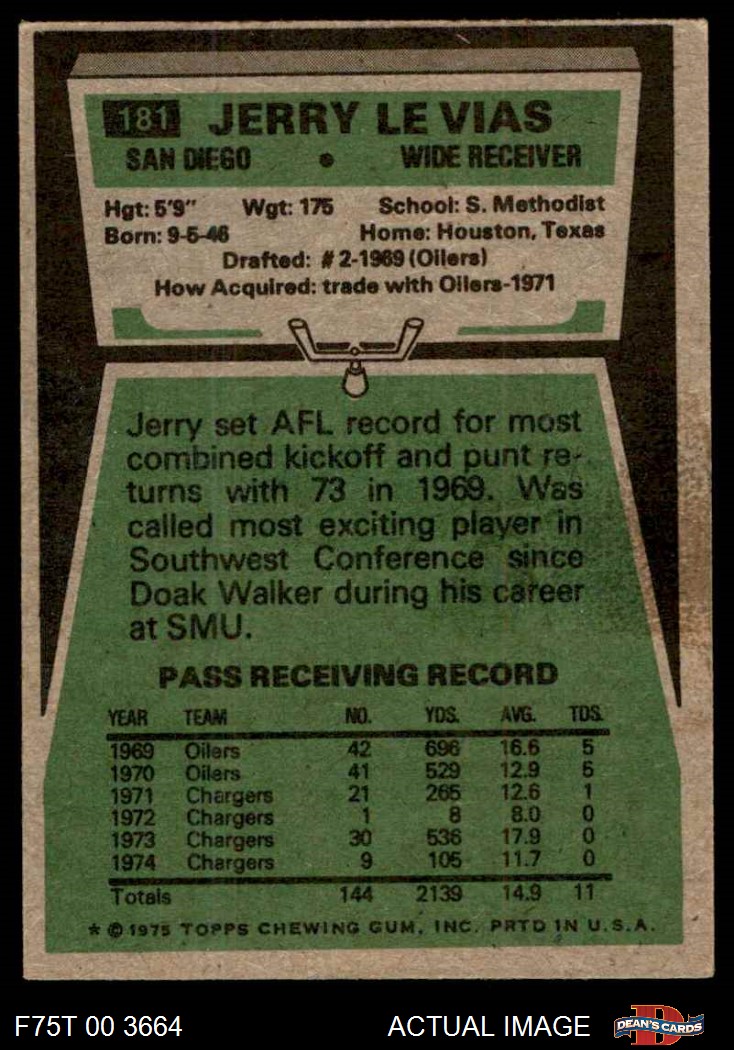 181 JERRY LE VIAS
SAN DIEGO • WIDE RECEIVER
Hgt: 5'9" Wgt: 175 School: S. Methodist
Born: 9-5-46 Home: Houston, Texas
Drafted: #2-1969 (Oilers)
How Acquired: trade with Oilers-1971
Jerry set AFL record for most
combined kickoff and punt re-
turns with 73 in 1969. Was
called most exciting player in
Southwest Conference since
Doak Walker during his career
at SMU.
PASS RECEIVING RECORD
YEAR TEAM NO. YDS. AVG. TDS.
1969 Oilers 42 696 16.6 5
1970 Oilers 41 529 12.9 5
1971 Chargers 21 265 12.6 1
1972 Chargers 1 8 8.0 0
1973 Chargers 30 536 17.9 0
1974 Chargers 9 105 11.7 0
Totals 144 2139 14.9 11
* © 1975 TOPPS CHEWING GUM, INC. PRTD IN U.S.A.
F75T 00 3664 ACTUAL IMAGE D DEAN'S CARDS